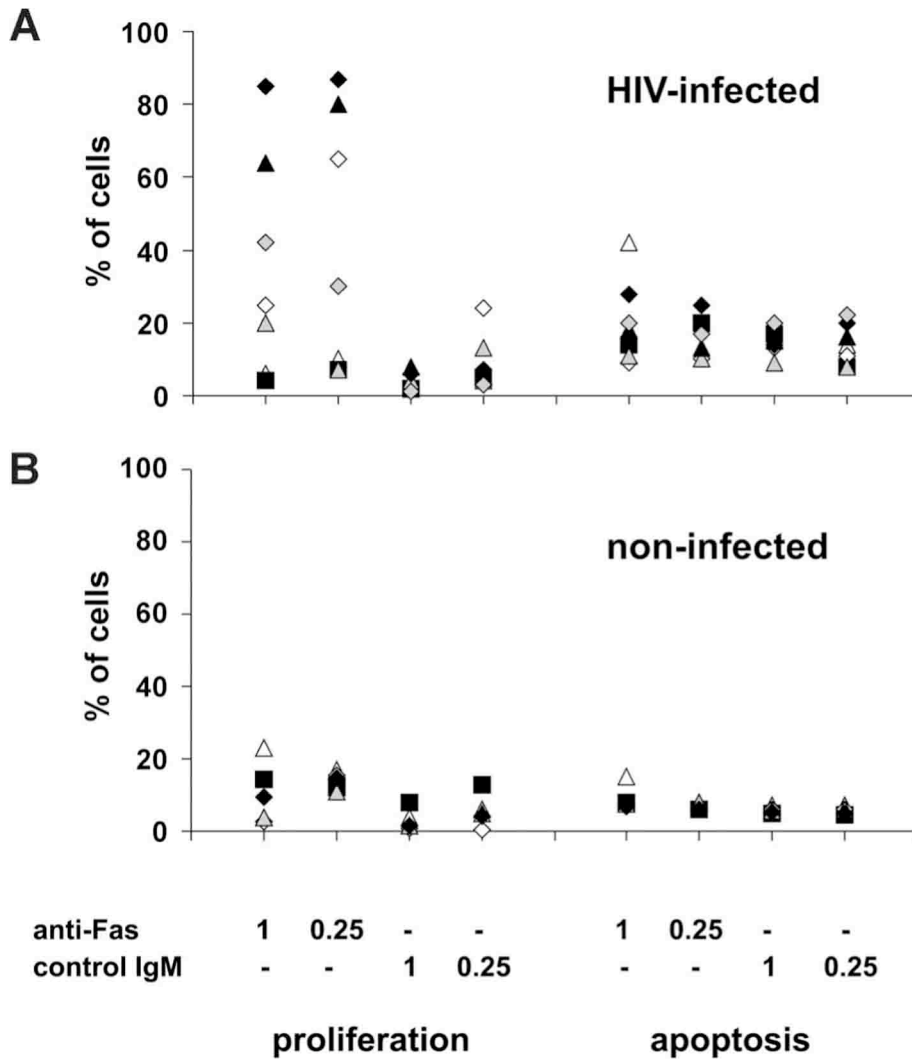 A
100
80
60
40
20
0
% of cells
HIV-infected
B
100
80
60
40
20
0
% of cells
non-infected
anti-Fas 1 0.25 - - 1 0.25 - -
control IgM - - 1 0.25 - - 1 0.25
proliferation apoptosis